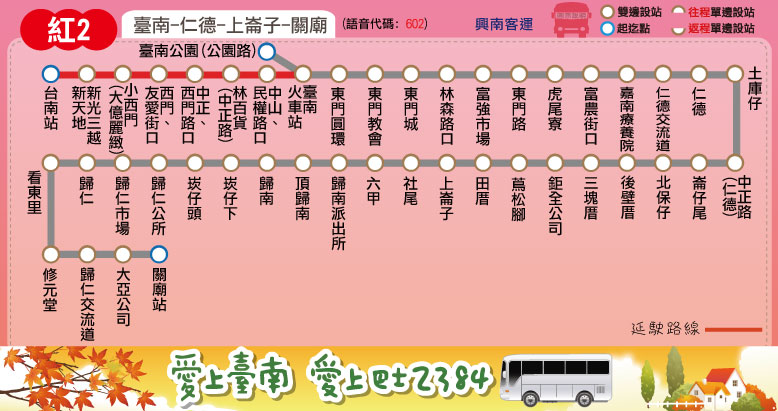 紅2
臺南-仁德-上崙子-關廟
(語音代碼: 602)
興南客運
雙邊設站
往程單邊設站
起迄點
返程單邊設站
臺南公園(公園路)
台南站
新光三越新天地
小西門(大億麗緻)
西門、友愛街口
中正、西門路口
林百貨(中正路)
中山、民權路口
臺南火車站
東門圓環
東門教會
東門城
林森路口
富強市場
東門路
虎尾寮
富農街口
嘉南療養院
仁德交流道
仁德
土庫仔
中正路(仁德)
崙仔尾
北保仔
後壁厝
三塊厝
鉅全公司
蔦松腳
田厝
上崙子
社尾
六甲
歸南派出所
頂歸南
歸南
崁仔下
崁仔頭
歸仁公所
歸仁市場
歸仁
看東里
修元堂
歸仁交流道
大亞公司
關廟站
延駛路線
愛上臺南 愛上巴士2384